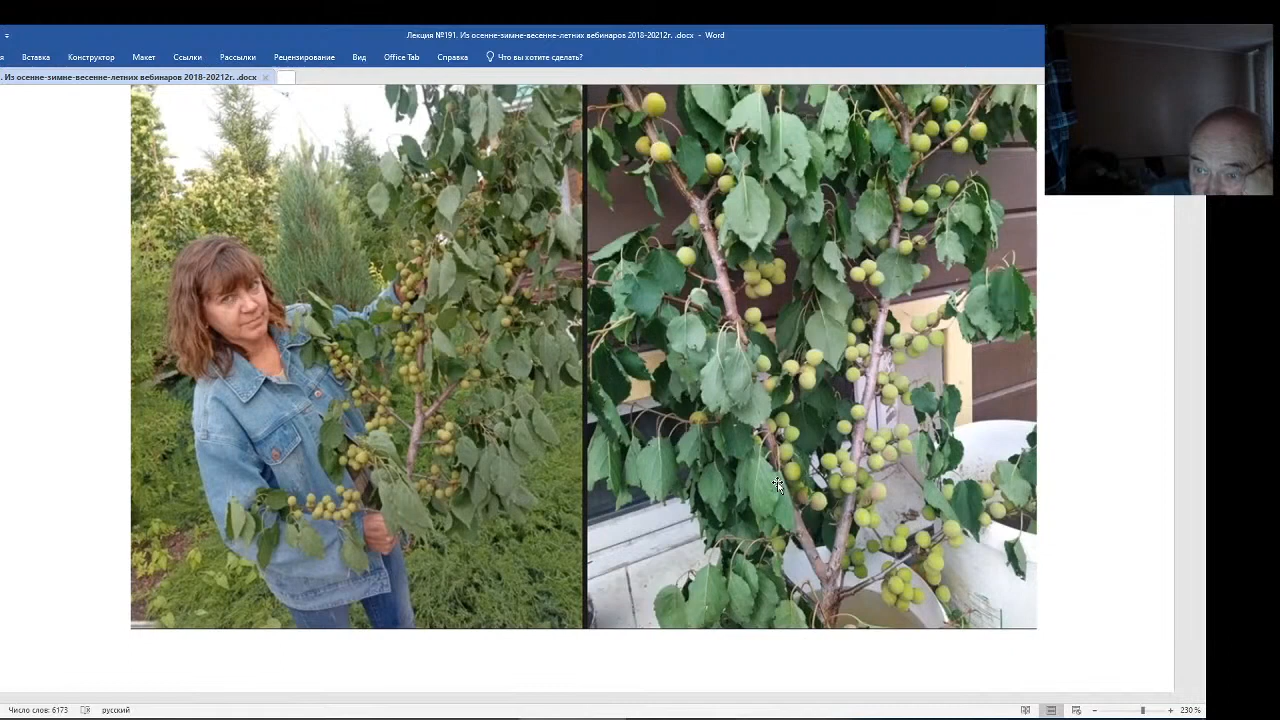 Лекция №191. Из осенне-зимне-весенне-летних вебинаров 2018-20212г. .docx - Word
Вставка Конструктор Макет Ссылки Рассылки Рецензирование Вид Office Tab Справка Что вы хотите сделать?
. Из осенне-зимне-весенне-летних вебинаров 2018-20212г. .docx
Число слов: 6173 русский 230 %